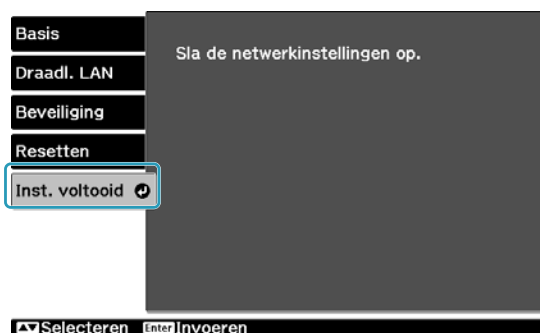 Basis
Draadl. LAN
Beveiliging
Resetten
Inst. voltooid
Sla de netwerkinstellingen op.
Selecteren Enter Invoeren